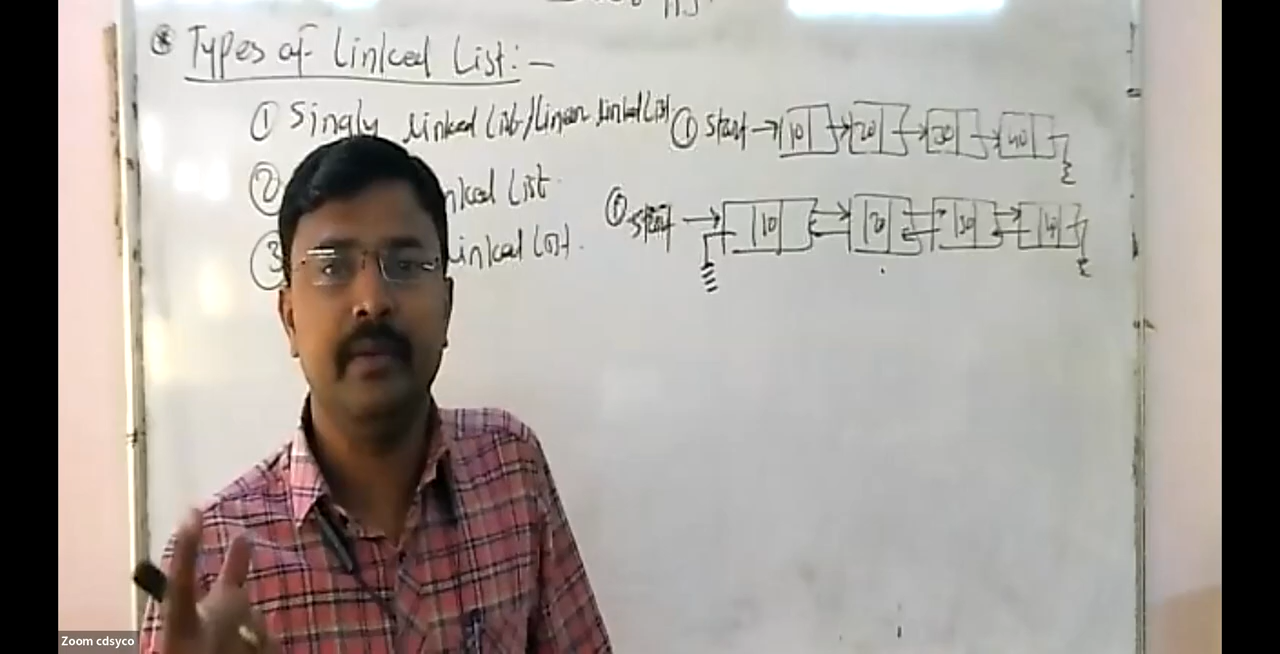 * Types of Linked List:-
① Singly Linked List/Linear Linked List
② nked List.
③ Linked List.
① Start → 10 20 30 40
② Start → 10 20 30 40
Zoom cdsyco